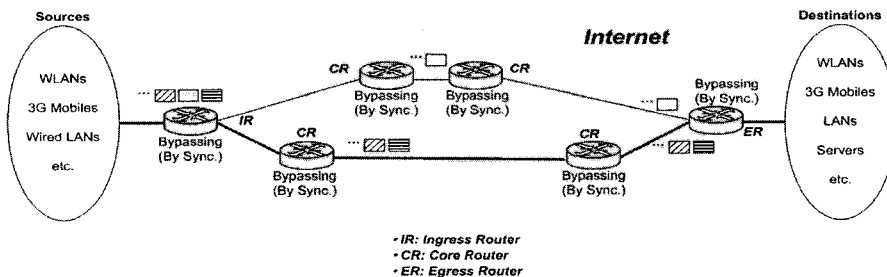 Sources
WLANs
3G Mobiles
Wired LANs
etc.
...
IR
Bypassing
(By Sync.)
CR
Bypassing
(By Sync.)
...
Bypassing
(By Sync.)
CR
Internet
CR
Bypassing
(By Sync.)
...
CR
Bypassing
(By Sync.)
...
...
Bypassing
(By Sync.)
ER
Destinations
WLANs
3G Mobiles
LANs
Servers
etc.
• IR: Ingress Router
• CR: Core Router
• ER: Egress Router